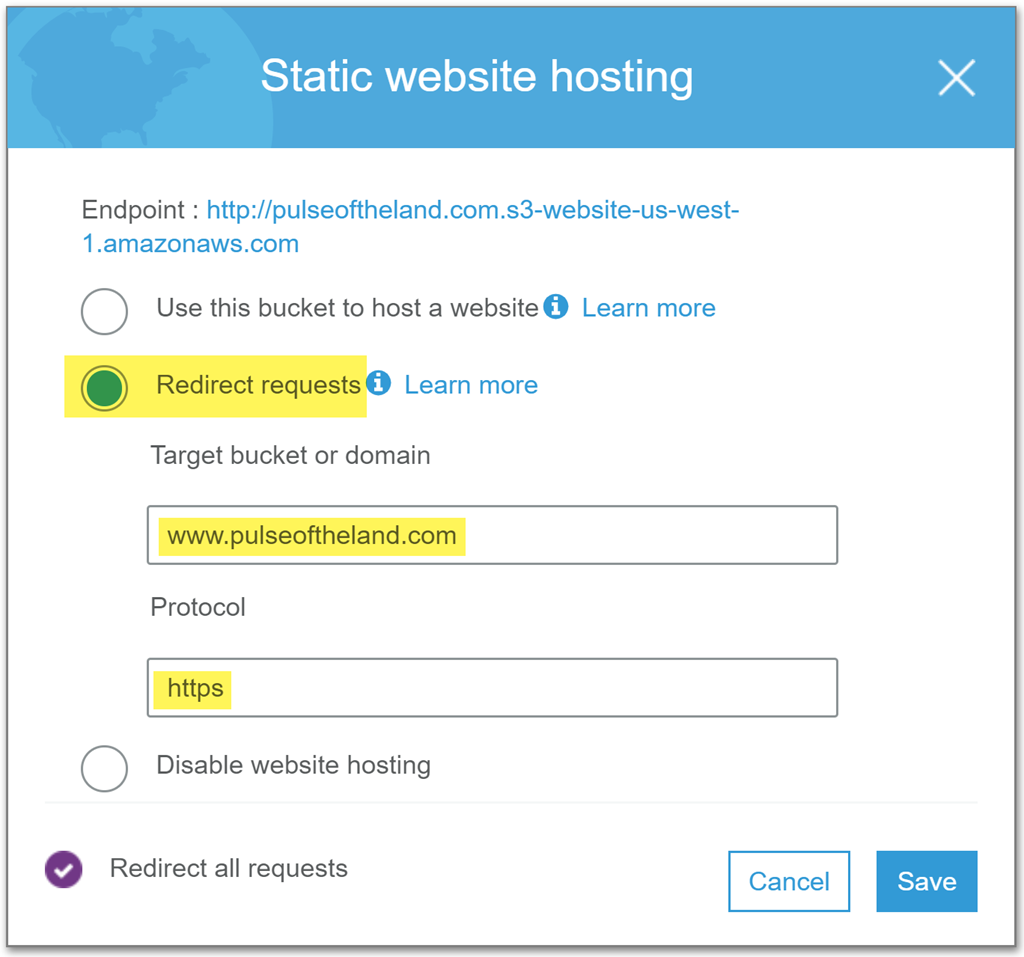 Static website hosting
Endpoint : http://pulseoftheland.com.s3-website-us-west-
1.amazonaws.com
Use this bucket to host a website Learn more
Redirect requests Learn more
Target bucket or domain
www.pulseoftheland.com
Protocol
https
Disable website hosting
Redirect all requests
Cancel Save